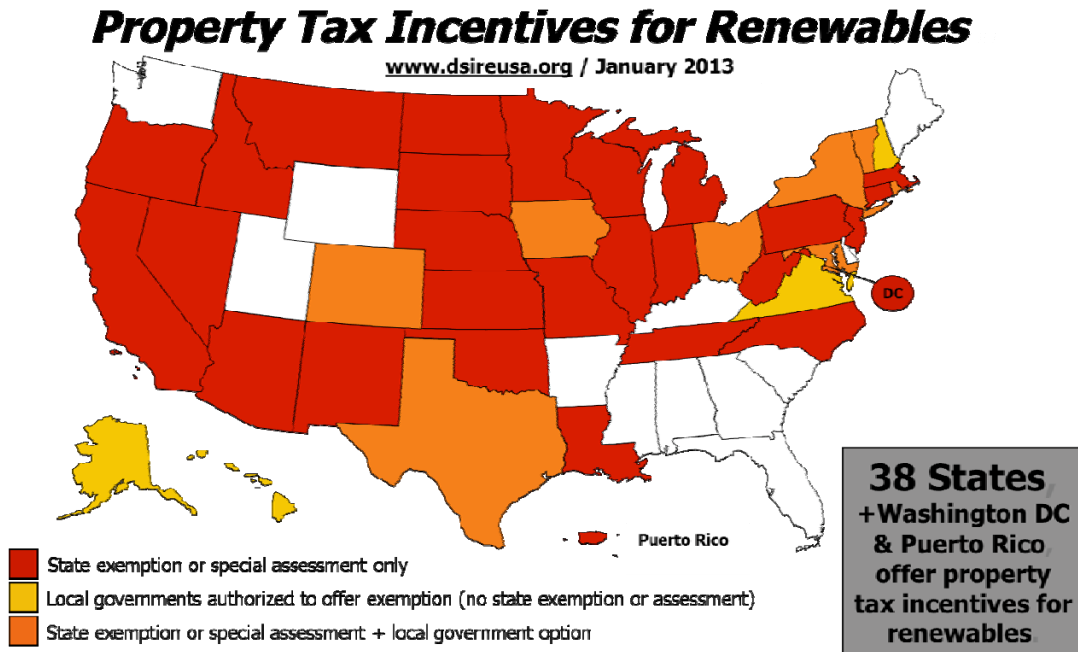 Property Tax Incentives for Renewables
www.dsireusa.org / January 2013
DC
Puerto Rico
38 States,
+Washington DC
& Puerto Rico,
offer property
tax incentives for
renewables.
State exemption or special assessment only
Local governments authorized to offer exemption (no state exemption or assessment)
State exemption or special assessment + local government option